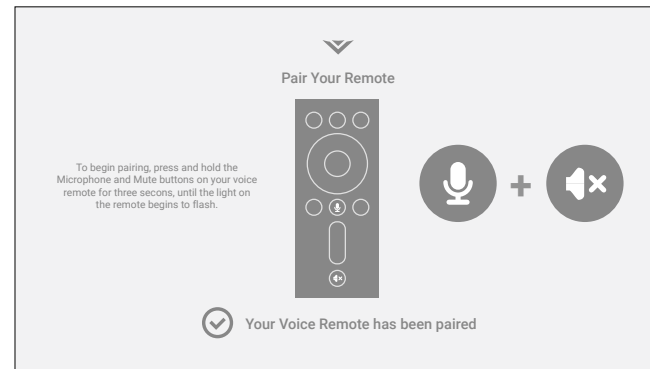 Pair Your Remote
To begin pairing, press and hold the
Microphone and Mute buttons on your voice
remote for three secons, until the light on
the remote begins to flash.
Your Voice Remote has been paired